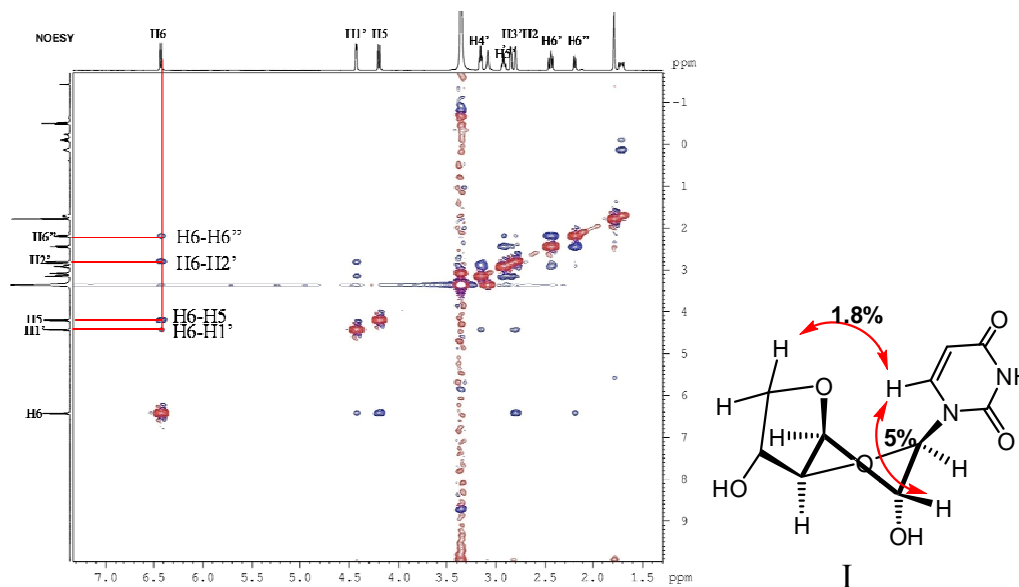 NOESY
H6 H1' H5 H4' H5' H3' H2' H6' H6''
ppm
-1
0
1
2
3
4
5
6
7
8
9
H6''
H2'
H5
H1'
H6
H6-H6''
H6-H2'
H6-H5
H6-H1'
7.0 6.5 6.0 5.5 5.0 4.5 4.0 3.5 3.0 2.5 2.0 1.5 ppm
1.8%
H
O
H
O
NH
N
O
H
H
5%
O
H
HO
H
H
OH
I